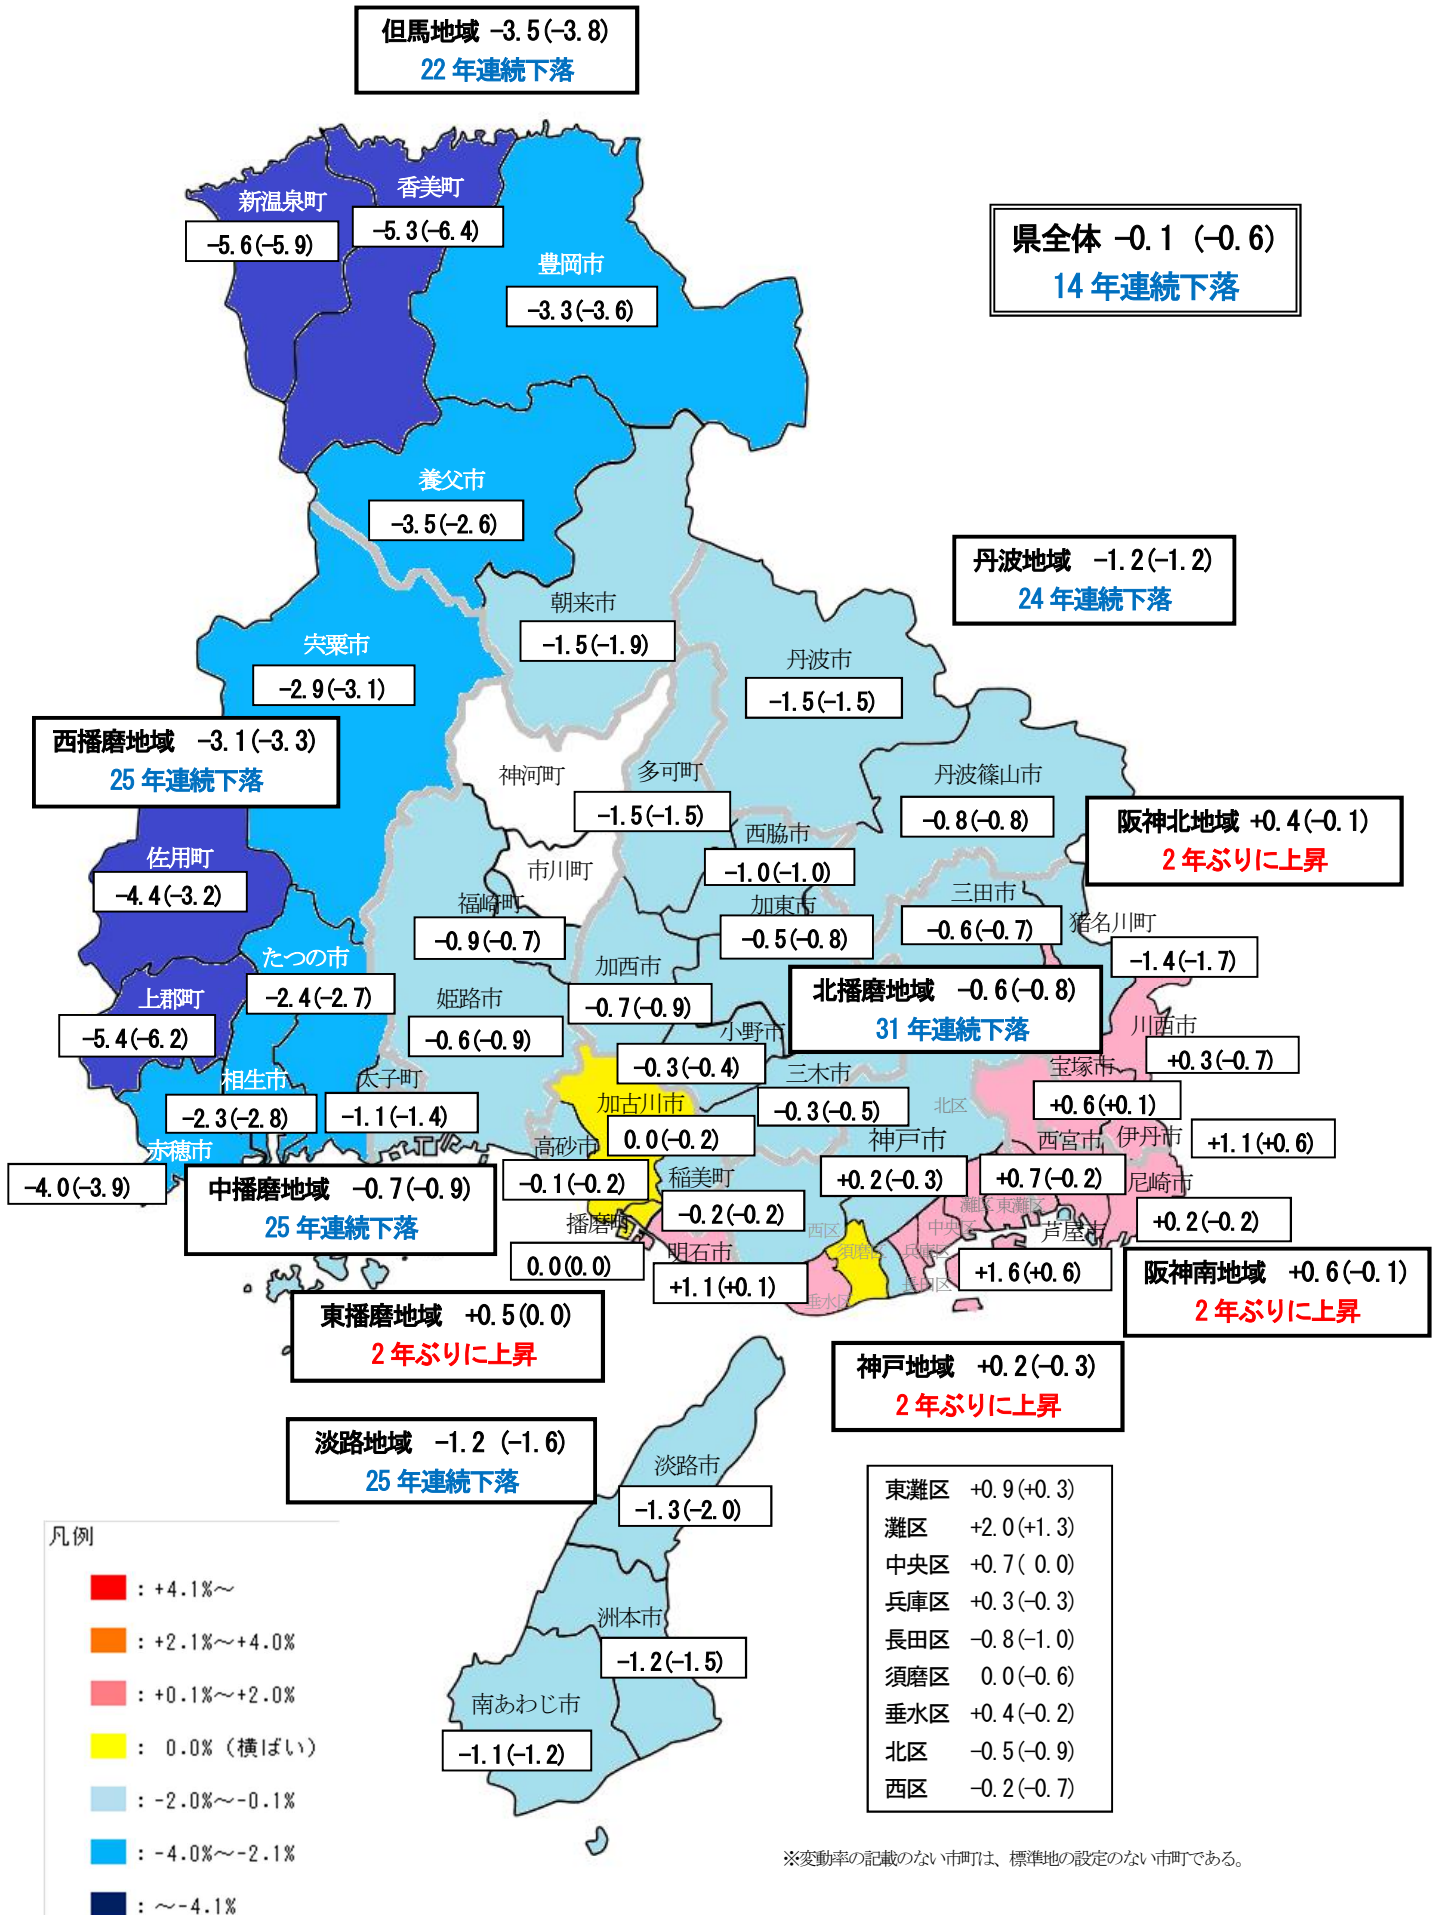 但馬地域 -3.5(-3.8)
22 年連続下落
新温泉町
-5.6(-5.9)
香美町
-5.3(-6.4)
豊岡市
-3.3(-3.6)
県全体 -0.1 (-0.6)
14 年連続下落
養父市
-3.5(-2.6)
朝来市
-1.5(-1.9)
丹波地域 -1.2(-1.2)
24 年連続下落
宍粟市
-2.9(-3.1)
丹波市
-1.5(-1.5)
西播磨地域 -3.1(-3.3)
25 年連続下落
神河町
多可町
-1.5(-1.5)
丹波篠山市
-0.8(-0.8)
西脇市
-1.0(-1.0)
阪神北地域 +0.4(-0.1)
2 年ぶりに上昇
佐用町
-4.4(-3.2)
市川町
福崎町
-0.9(-0.7)
加東市
-0.5(-0.8)
三田市
-0.6(-0.7)
猪名川町
-1.4(-1.7)
たつの市
-2.4(-2.7)
加西市
-0.7(-0.9)
北播磨地域 -0.6(-0.8)
31 年連続下落
上郡町
-5.4(-6.2)
姫路市
-0.6(-0.9)
小野市
-0.3(-0.4)
川西市
+0.3(-0.7)
相生市
-2.3(-2.8)
太子町
-1.1(-1.4)
三木市
-0.3(-0.5)
宝塚市
+0.6(+0.1)
加古川市
0.0(-0.2)
北区
神戸市
+0.2(-0.3)
西宮市
+0.7(-0.2)
伊丹市
+1.1(+0.6)
赤穂市
-4.0(-3.9)
高砂市
-0.1(-0.2)
稲美町
-0.2(-0.2)
尼崎市
+0.2(-0.2)
中播磨地域 -0.7(-0.9)
25 年連続下落
播磨町
0.0(0.0)
明石市
+1.1(+0.1)
西区
須磨区
垂水区
兵庫区
長田区
中央区
灘区
東灘区
芦屋市
+1.6(+0.6)
阪神南地域 +0.6(-0.1)
2 年ぶりに上昇
東播磨地域 +0.5(0.0)
2 年ぶりに上昇
神戸地域 +0.2(-0.3)
2 年ぶりに上昇
淡路地域 -1.2 (-1.6)
25 年連続下落
淡路市
-1.3(-2.0)
洲本市
-1.2(-1.5)
南あわじ市
-1.1(-1.2)
東灘区 +0.9(+0.3)
灘区 +2.0(+1.3)
中央区 +0.7( 0.0)
兵庫区 +0.3(-0.3)
長田区 -0.8(-1.0)
須磨区 0.0(-0.6)
垂水区 +0.4(-0.2)
北区 -0.5(-0.9)
西区 -0.2(-0.7)
凡例
：+4.1%～
：+2.1%～+4.0%
：+0.1%～+2.0%
： 0.0%（横ばい）
：-2.0%～-0.1%
：-4.0%～-2.1%
：～-4.1%
※変動率の記載のない市町は、標準地の設定のない市町である。